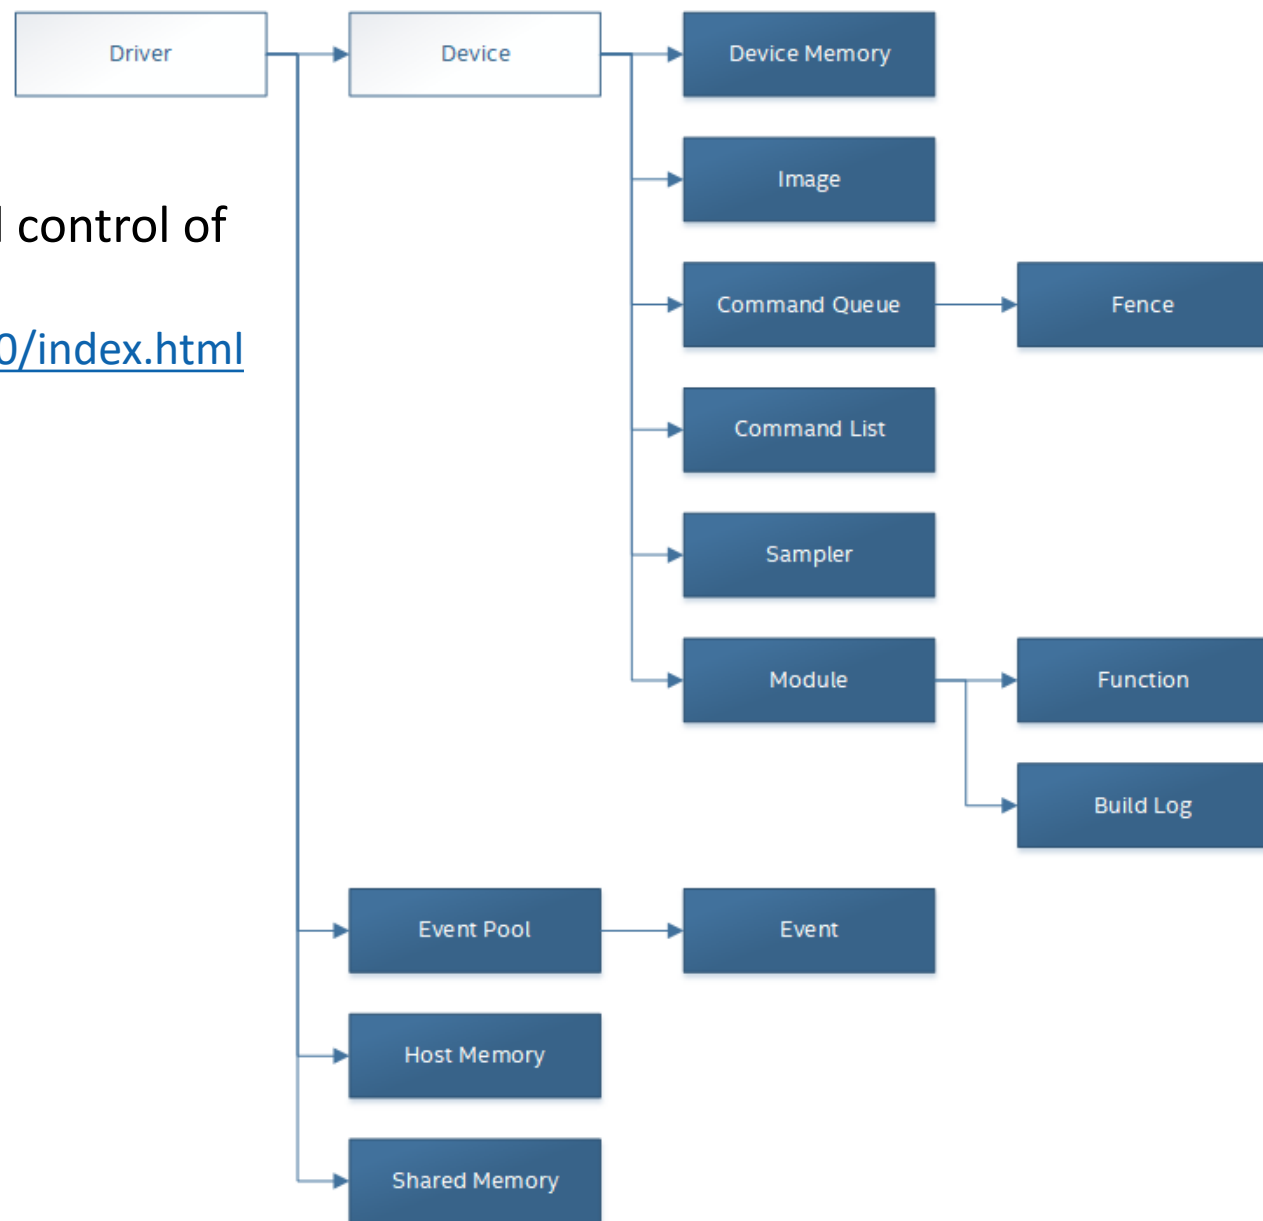 Driver
Device
Device Memory
Image
control of
Command Queue
Fence
0/index.html
Command List
Sampler
Module
Function
Build Log
Event Pool
Event
Host Memory
Shared Memory